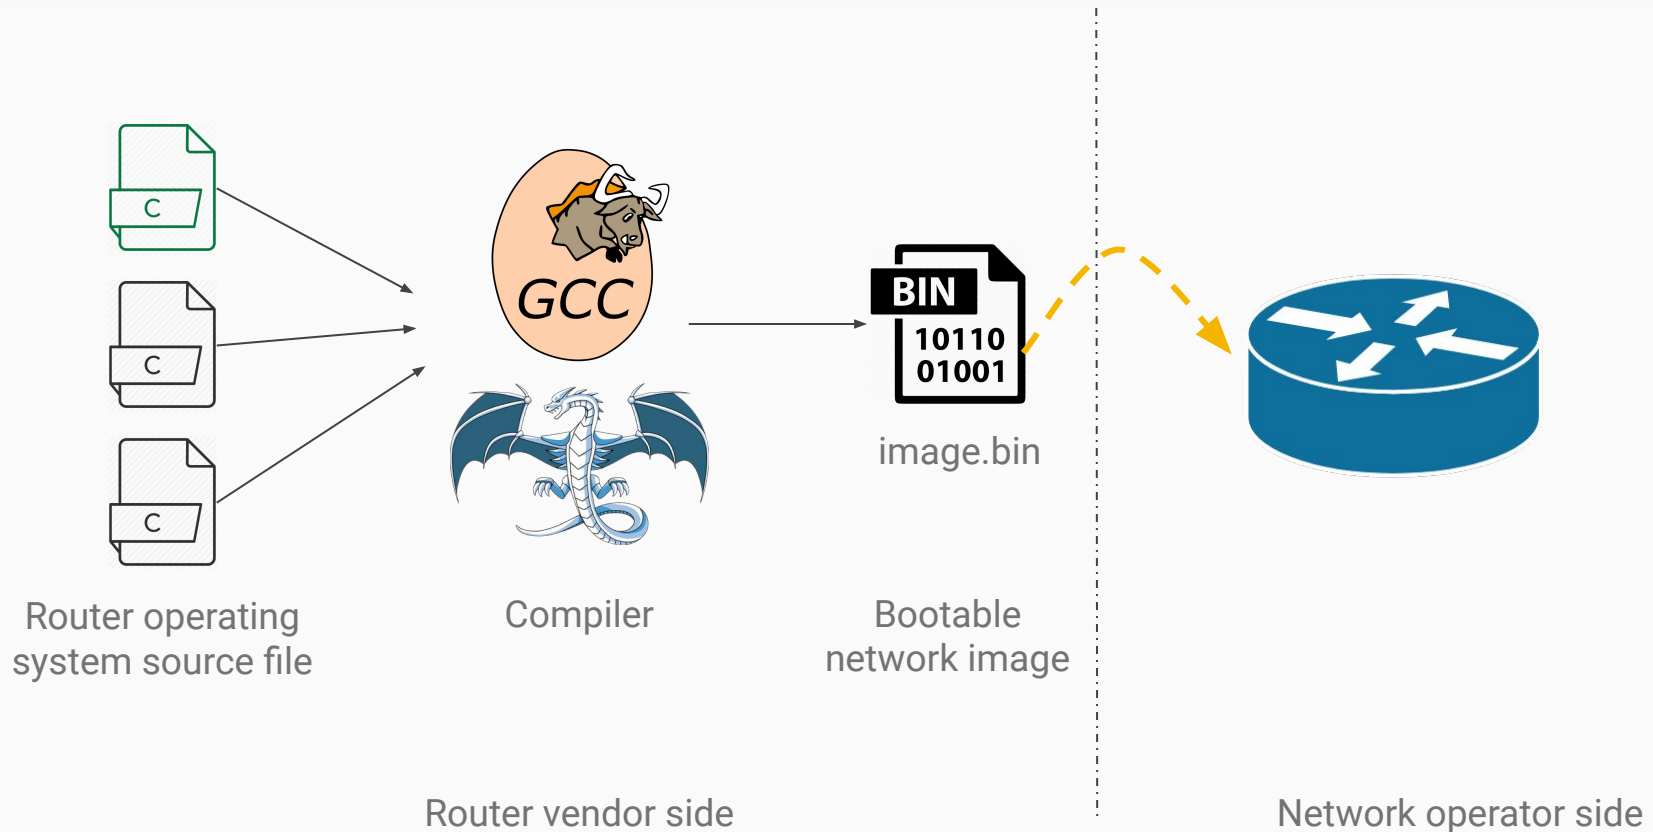 C
C
C
Router operating
system source file
GCC
Compiler
BIN
10110
01001
image.bin
Bootable
network image
Router vendor side
Network operator side